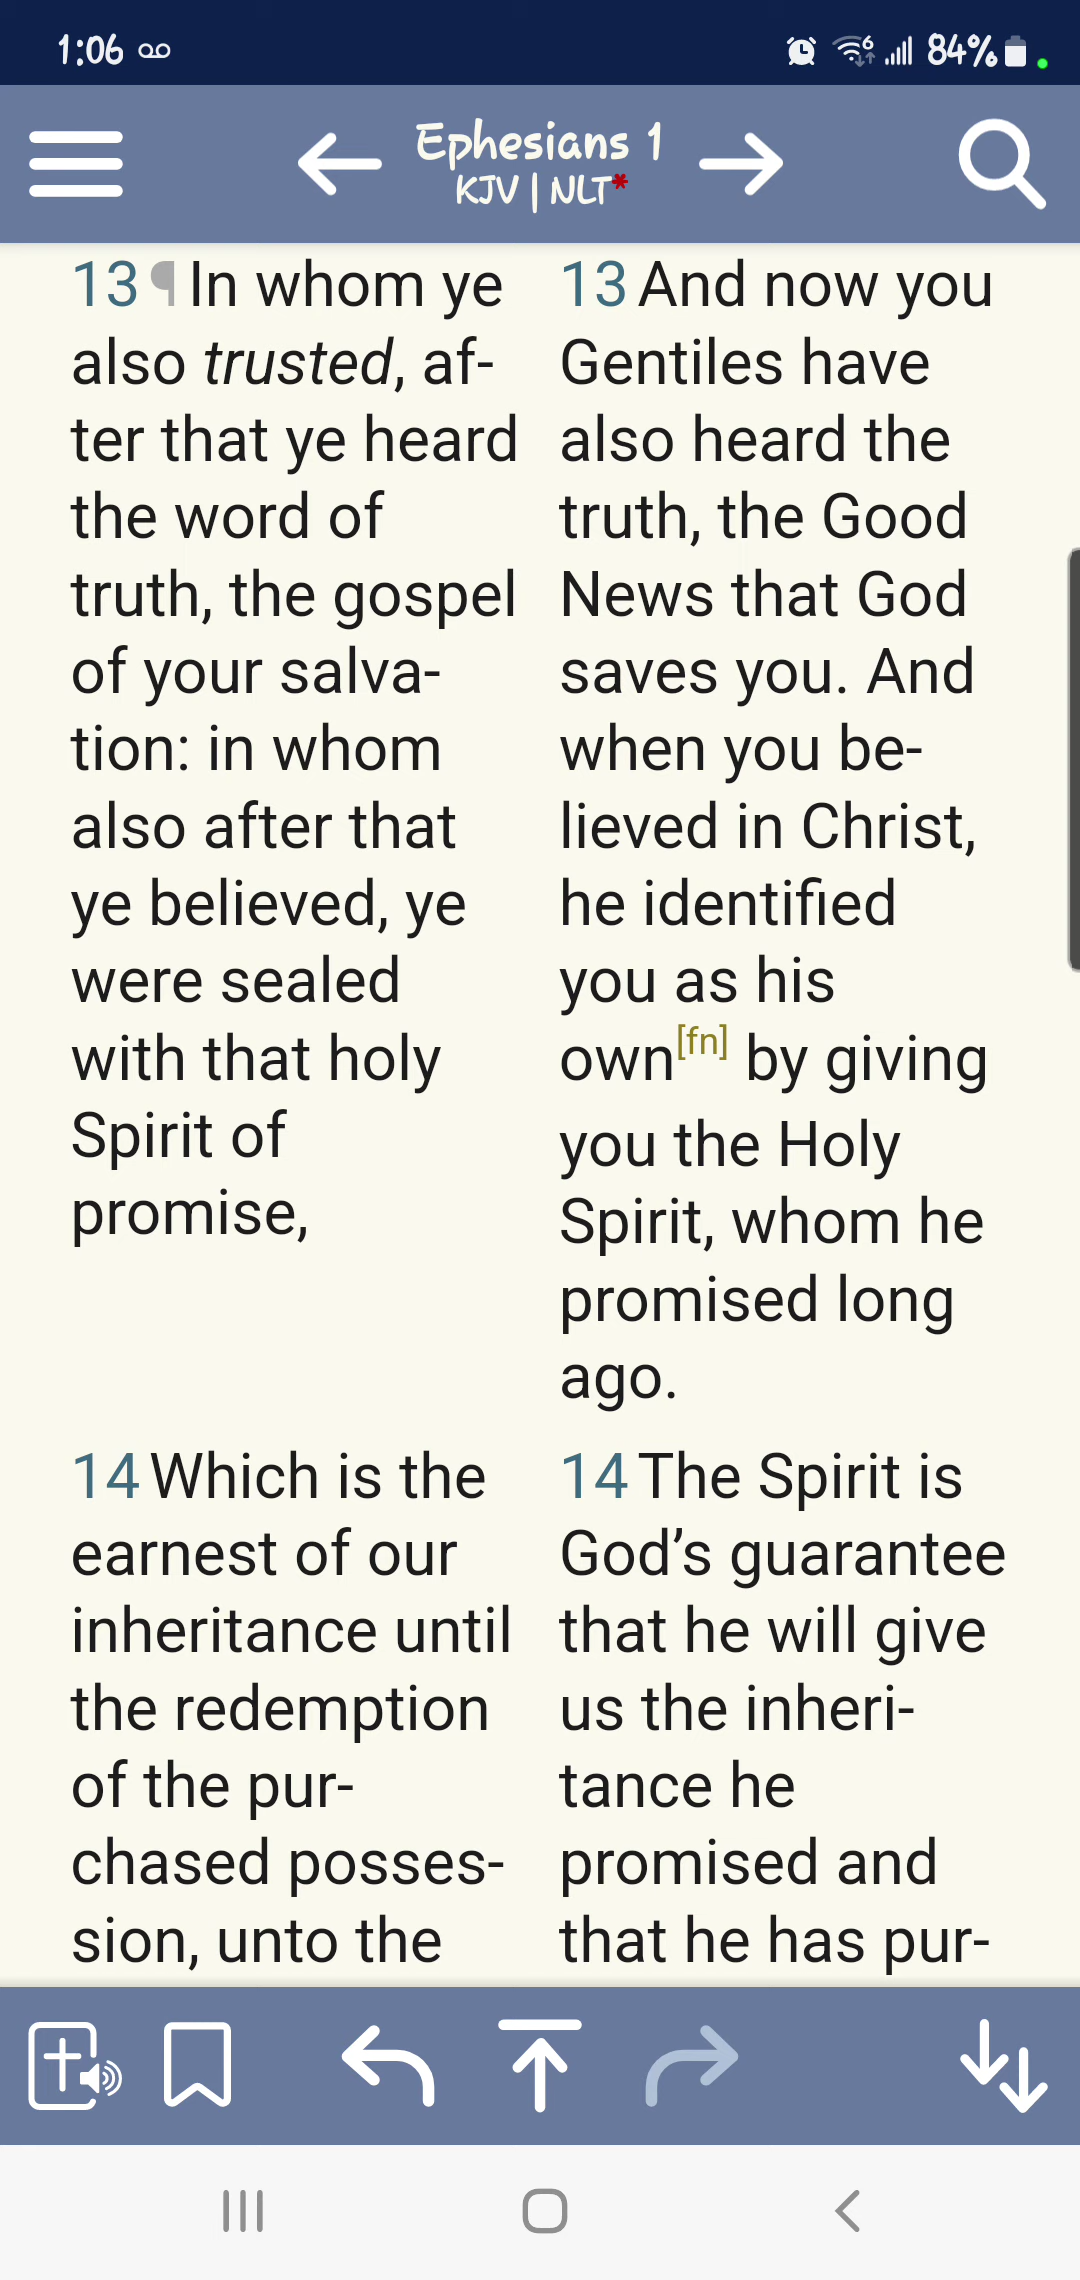 1:06
6 84%
Ephesians 1
KJV | NLT*
13 ¶ In whom ye
also trusted, af-
ter that ye heard
the word of
truth, the gospel
of your salva-
tion: in whom
also after that
ye believed, ye
were sealed
with that holy
Spirit of
promise,
14 Which is the
earnest of our
inheritance until
the redemption
of the pur-
chased posses-
sion, unto the
13 And now you
Gentiles have
also heard the
truth, the Good
News that God
saves you. And
when you be-
lieved in Christ,
he identified
you as his
own[fn] by giving
you the Holy
Spirit, whom he
promised long
ago.
14 The Spirit is
God’s guarantee
that he will give
us the inheri-
tance he
promised and
that he has pur-